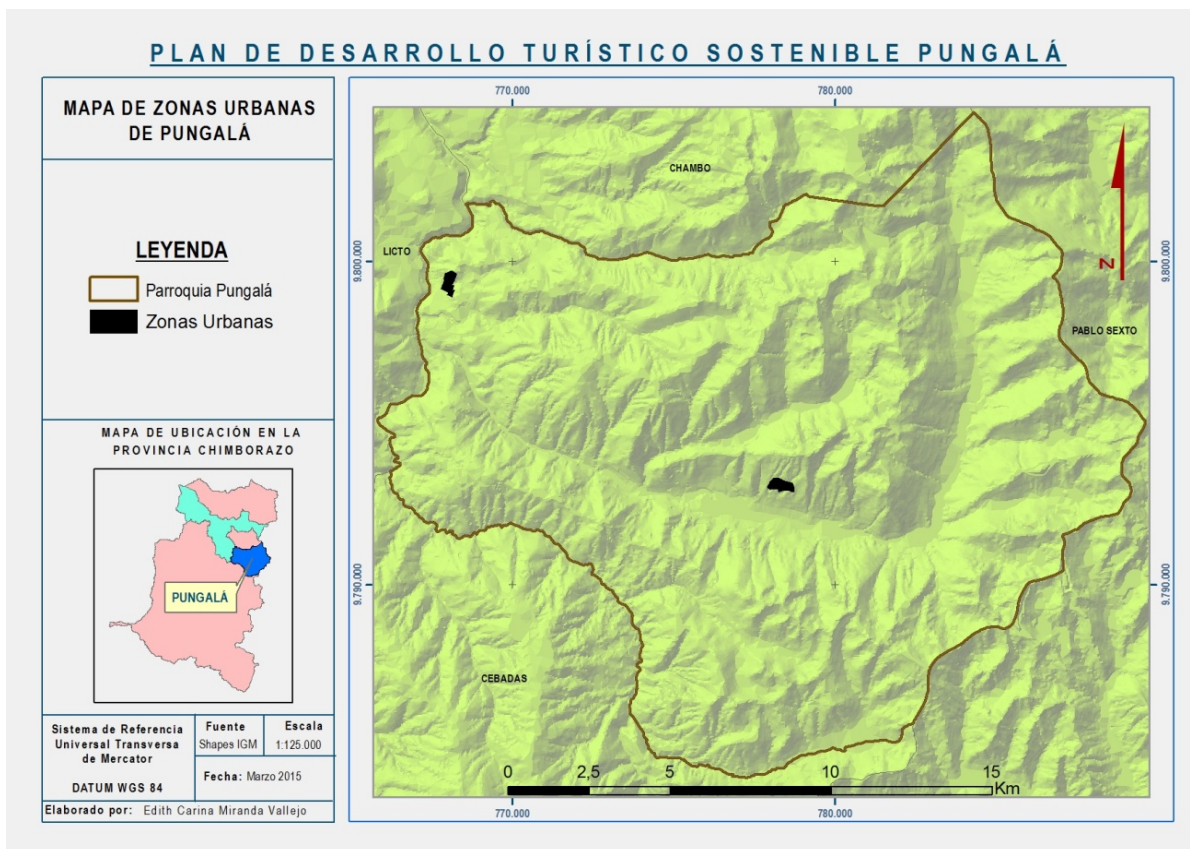 PLAN DE DESARROLLO TURÍSTICO SOSTENIBLE PUNGALÁ
MAPA DE ZONAS URBANAS
DE PUNGALÁ
LEYENDA
Parroquia Pungalá
Zonas Urbanas
MAPA DE UBICACIÓN EN LA
PROVINCIA CHIMBORAZO
PUNGALÁ
Sistema de Referencia
Universal Transversa
de Mercator
DATUM WGS 84
Fuente
Shapes IGM
Escala
1:125.000
Fecha: Marzo 2015
Elaborado por: Edith Carina Miranda Vallejo
770.000 780.000
CHAMBO
LICTO
9.800.000 9.800.000
N
PABLO SEXTO
9.790.000 9.790.000
CEBADAS
0 2,5 5 10 15
Km
770.000 780.000